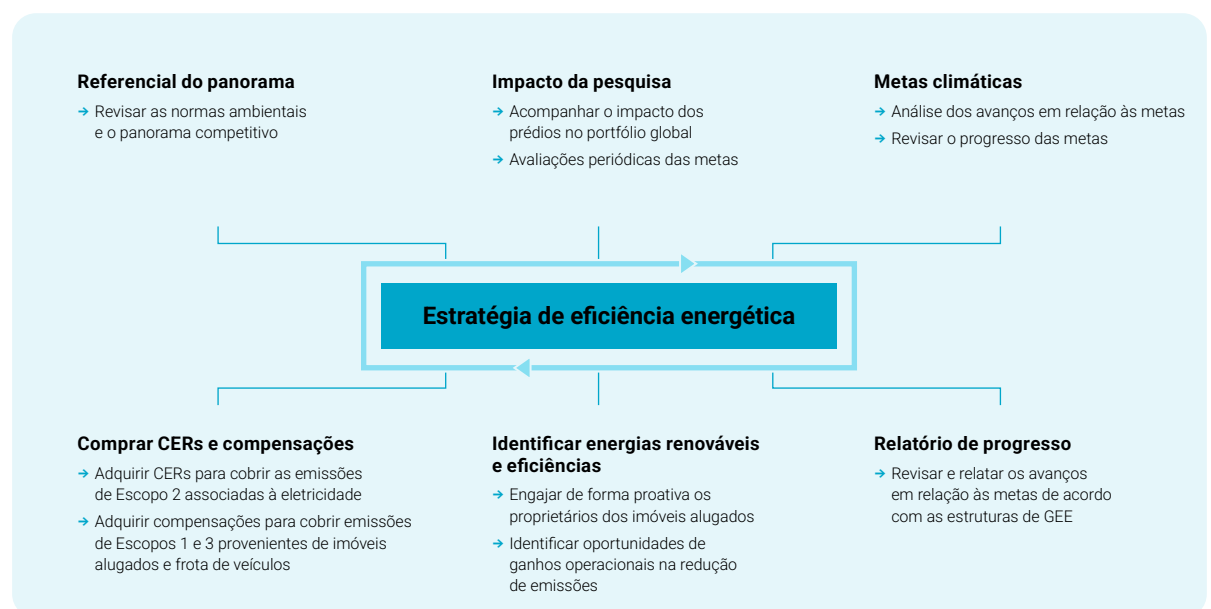 Referencial do panorama
→ Revisar as normas ambientais
e o panorama competitivo
Impacto da pesquisa
→ Acompanhar o impacto dos
prédios no portfólio global
→ Avaliações periódicas das metas
Metas climáticas
→ Análise dos avanços em relação às metas
→ Revisar o progresso das metas
Estratégia de eficiência energética
Comprar CERs e compensações
→ Adquirir CERs para cobrir as emissões
de Escopo 2 associadas à eletricidade
→ Adquirir compensações para cobrir emissões
de Escopos 1 e 3 provenientes de imóveis
alugados e frota de veículos
Identificar energias renováveis
e eficiências
→ Engajar de forma proativa os
proprietários dos imóveis alugados
→ Identificar oportunidades de
ganhos operacionais na redução
de emissões
Relatório de progresso
→ Revisar e relatar os avanços
em relação às metas de acordo
com as estruturas de GEE